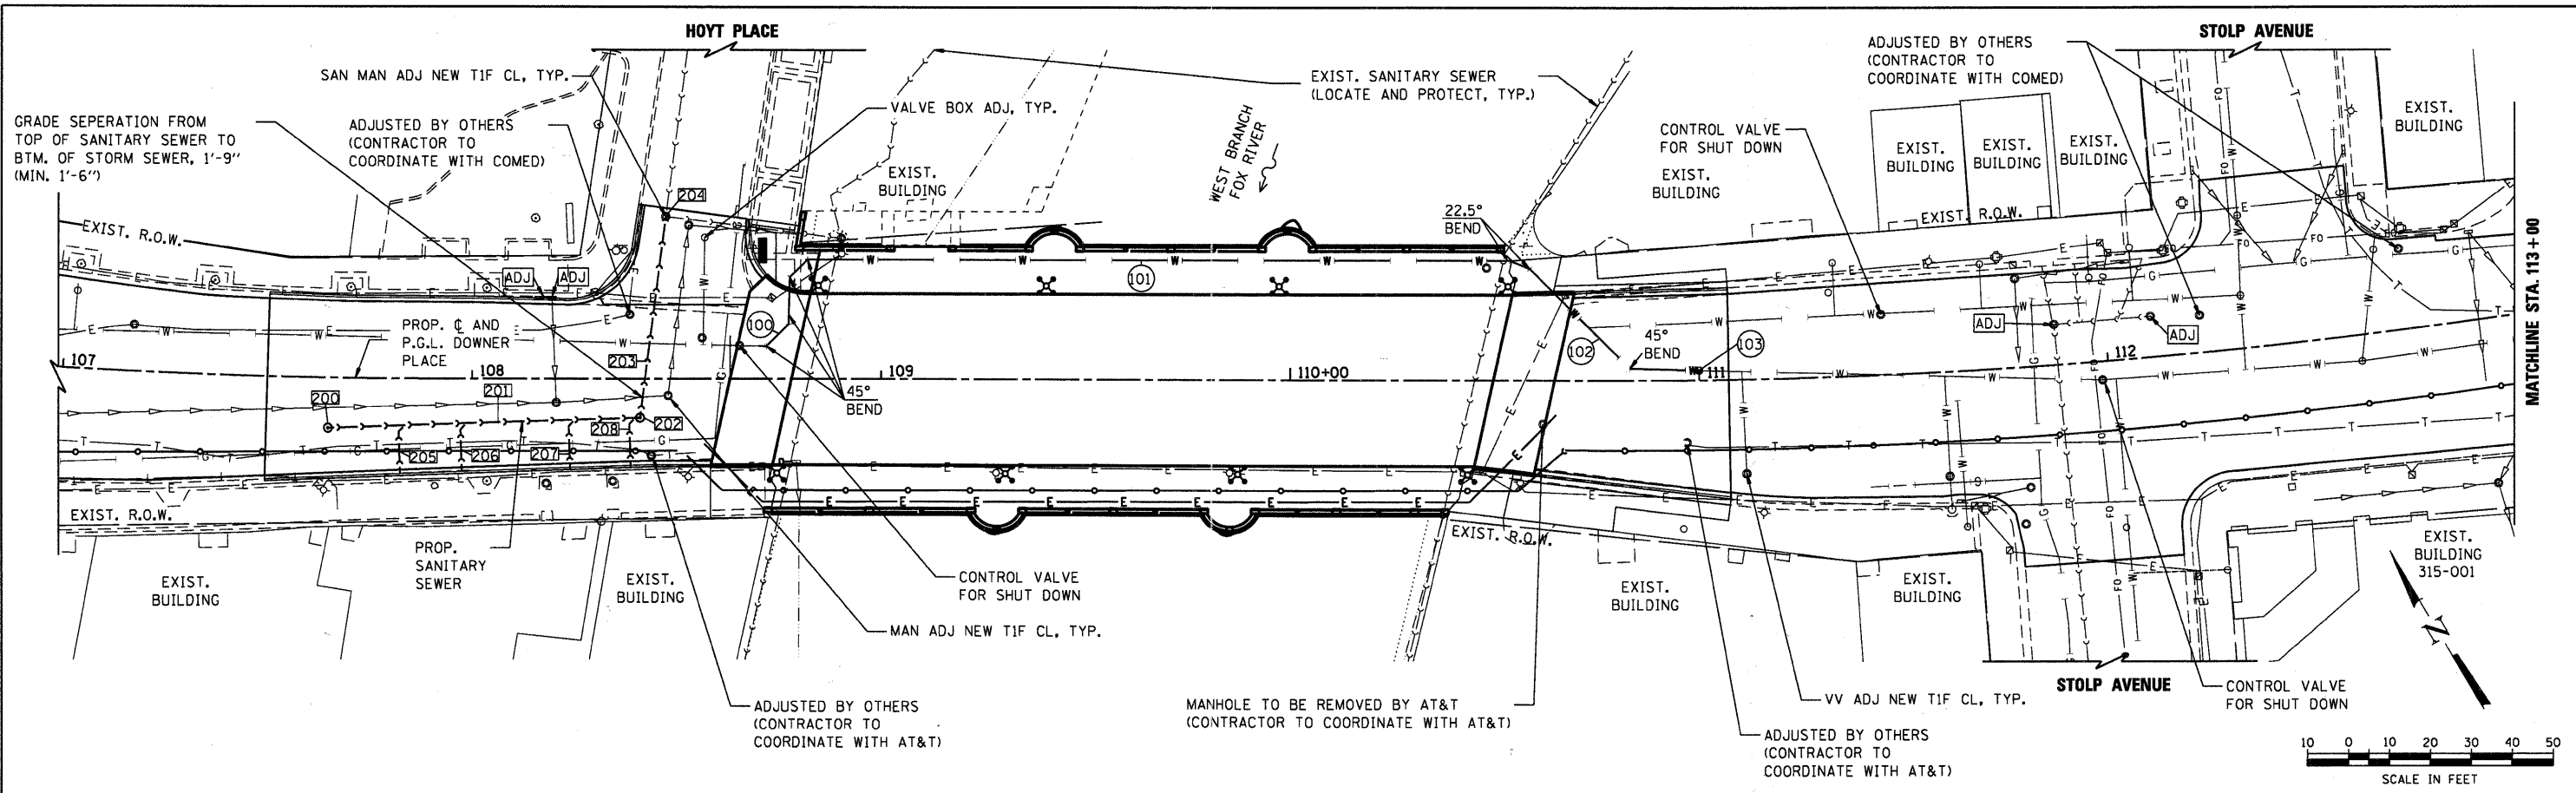 HOYT PLACE
STOLP AVENUE
SAN MAN ADJ NEW T1F CL, TYP.
EXIST. SANITARY SEWER
(LOCATE AND PROTECT, TYP.)
ADJUSTED BY OTHERS
(CONTRACTOR TO
COORDINATE WITH COMED)
GRADE SEPERATION FROM
TOP OF SANITARY SEWER TO
BTM. OF STORM SEWER, 1'-9"
(MIN. 1'-6")
ADJUSTED BY OTHERS
(CONTRACTOR TO
COORDINATE WITH COMED)
VALVE BOX ADJ, TYP.
WEST BRANCH
FOX RIVER
CONTROL VALVE
FOR SHUT DOWN
EXIST.
BUILDING
EXIST.
BUILDING
EXIST.
BUILDING
EXIST.
BUILDING
EXIST.
BUILDING
EXIST.
BUILDING
EXIST. R.O.W.
EXIST. R.O.W.
204
22.5°
BEND
ADJ
ADJ
101
100
PROP. ℄ AND
P.G.L. DOWNER
PLACE
203
45°
BEND
102
103
ADJ
ADJ
107
108
109
110+00
111
112
MATCHLINE STA. 113+00
45°
BEND
200
201
202
208
205
206
207
EXIST. R.O.W.
EXIST. R.O.W.
PROP.
SANITARY
SEWER
EXIST.
BUILDING
EXIST.
BUILDING
CONTROL VALVE
FOR SHUT DOWN
MAN ADJ NEW T1F CL, TYP.
EXIST.
BUILDING
EXIST.
BUILDING
EXIST.
BUILDING
315-001
N
STOLP AVENUE
CONTROL VALVE
FOR SHUT DOWN
ADJUSTED BY OTHERS
(CONTRACTOR TO
COORDINATE WITH AT&T)
MANHOLE TO BE REMOVED BY AT&T
(CONTRACTOR TO COORDINATE WITH AT&T)
VV ADJ NEW T1F CL, TYP.
ADJUSTED BY OTHERS
(CONTRACTOR TO
COORDINATE WITH AT&T)
10 0 10 20 30 40 50
SCALE IN FEET